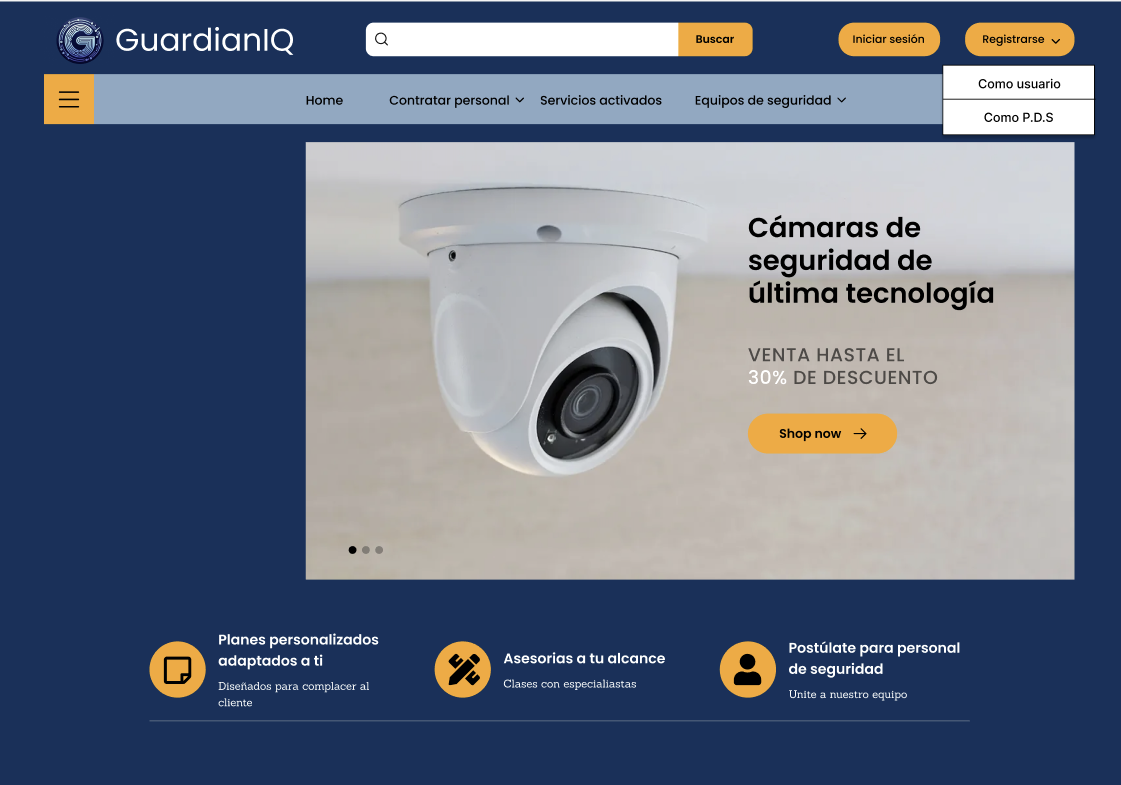 GuardianIQ
Buscar
Iniciar sesión
Registrarse
Como usuario
Como P.D.S
Home
Contratar personal
Servicios activados
Equipos de seguridad
Cámaras de
seguridad de
última tecnología
VENTA HASTA EL
30% DE DESCUENTO
Shop now
Planes personalizados
adaptados a ti
Diseñados para complacer al
cliente
Asesorias a tu alcance
Clases con especialiastas
Postúlate para personal
de seguridad
Unite a nuestro equipo